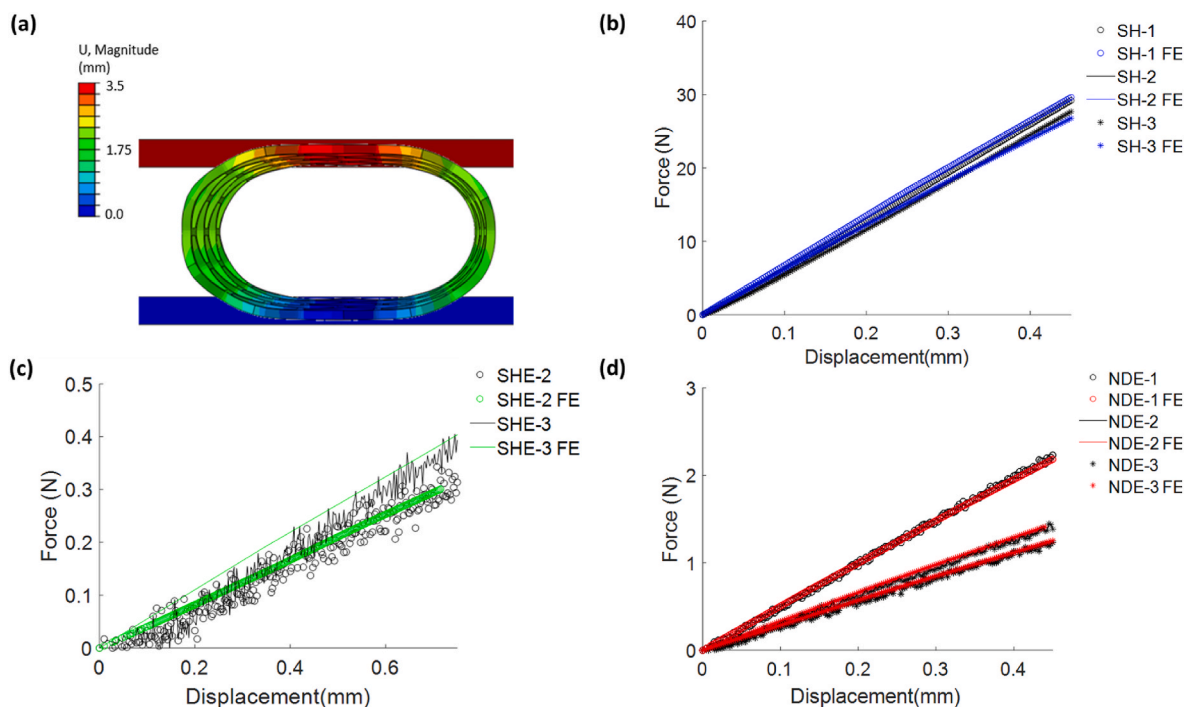 (a)
U, Magnitude
(mm)
3.5
1.75
0.0
(b)
40
30
20
10
0
Force (N)
0
0.1
0.2
0.3
0.4
Displacement(mm)
SH-1
SH-1 FE
SH-2
SH-2 FE
SH-3
SH-3 FE
(c)
0.5
0.4
0.3
0.2
0.1
0
Force (N)
0
0.2
0.4
0.6
Displacement(mm)
SHE-2
SHE-2 FE
SHE-3
SHE-3 FE
(d)
3
2
1
0
Force (N)
0
0.1
0.2
0.3
0.4
Displacement(mm)
NDE-1
NDE-1 FE
NDE-2
NDE-2 FE
NDE-3
NDE-3 FE